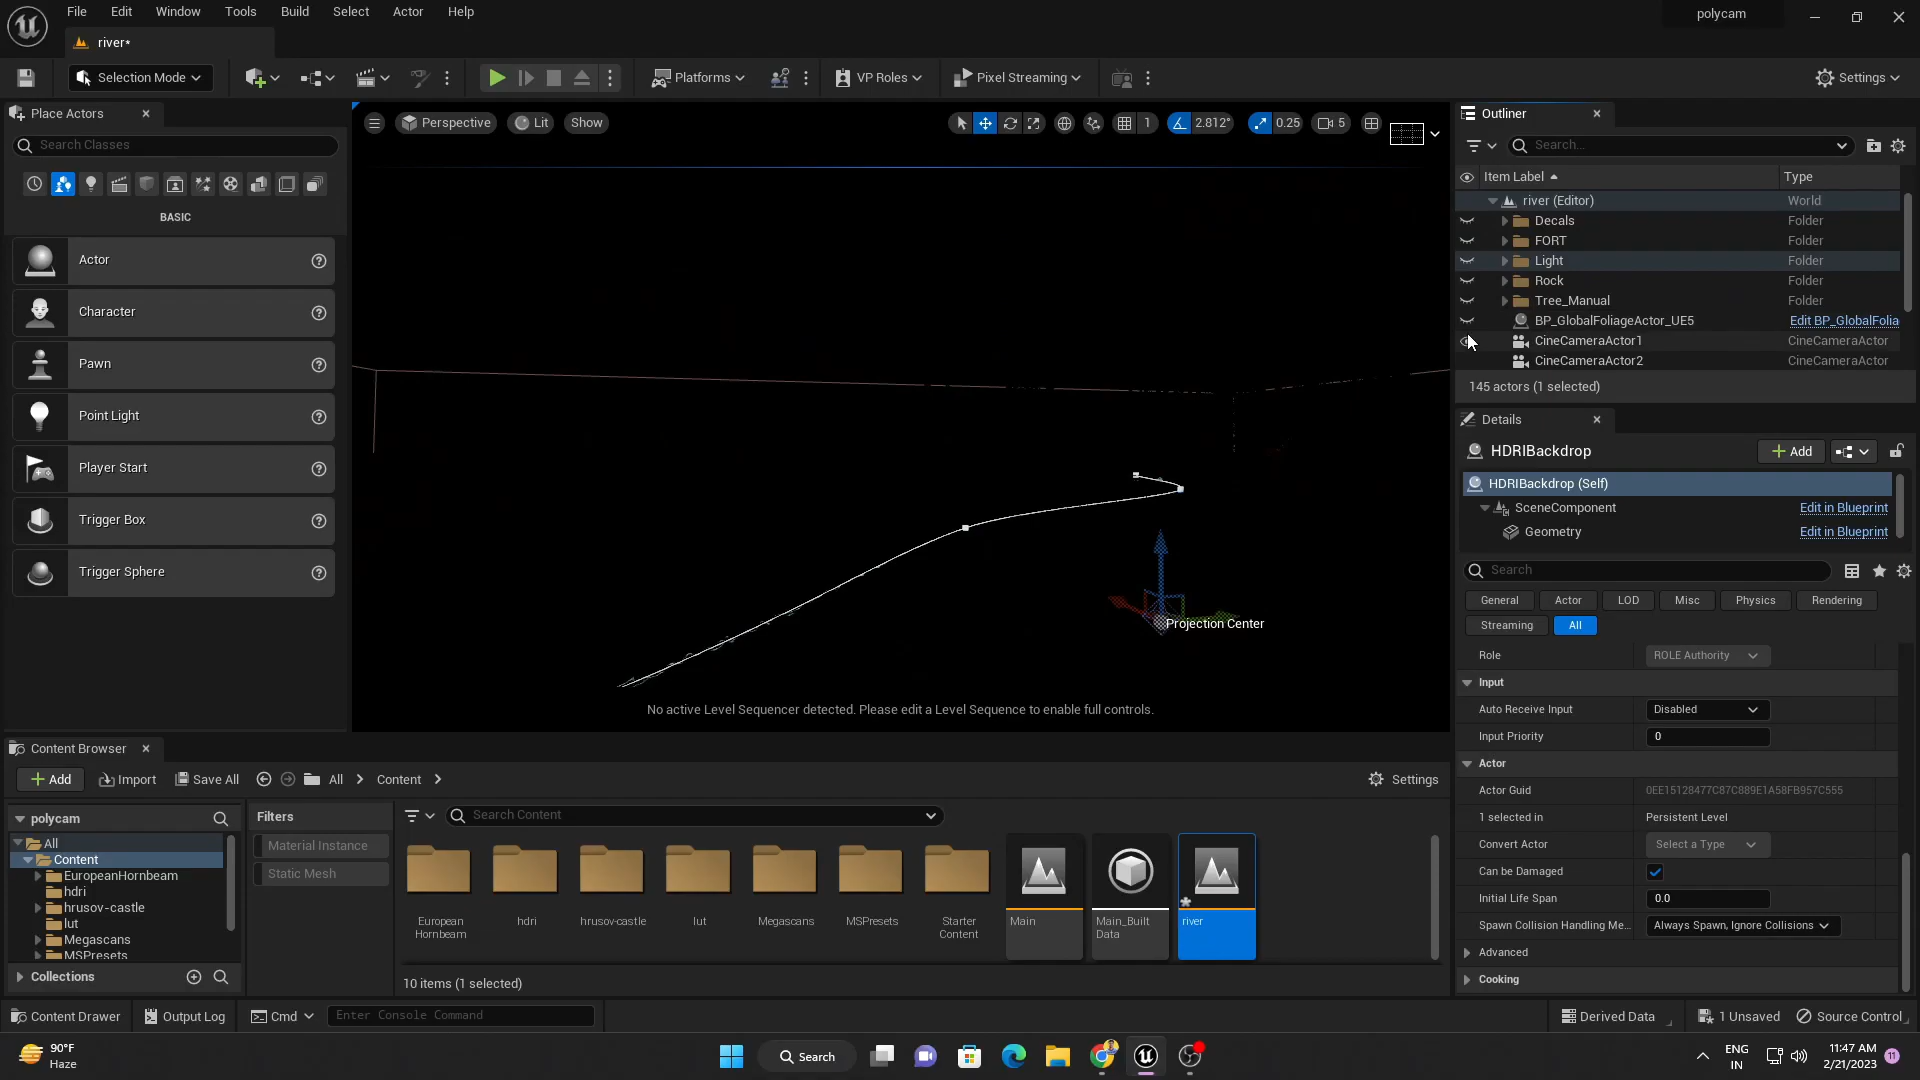 File Edit Window Tools Build Select Actor Help
polycam
river*
Selection Mode
Platforms
VP Roles
Pixel Streaming
Settings
Place Actors
Search Classes
BASIC
Actor
Character
Pawn
Point Light
Player Start
Trigger Box
Trigger Sphere
Perspective Lit Show
1 2.812° 0.25 5
Projection Center
No active Level Sequencer detected. Please edit a Level Sequence to enable full controls.
Outliner
Search...
Item Label Type
river (Editor) World
Decals Folder
FORT Folder
Light Folder
Rock Folder
Tree_Manual Folder
BP_GlobalFoliageActor_UE5 Edit BP_GlobalFolia
CineCameraActor1 CineCameraActor
CineCameraActor2 CineCameraActor
145 actors (1 selected)
Details
HDRIBackdrop
Add
HDRIBackdrop (Self)
SceneComponent Edit in Blueprint
Geometry Edit in Blueprint
Search
General Actor LOD Misc Physics Rendering
Streaming All
Role ROLE Authority
Input
Auto Receive Input Disabled
Input Priority 0
Actor
Actor Guid 0EE15128477C87C889E1A58FB957C555
1 selected in Persistent Level
Convert Actor Select a Type
Can be Damaged
Initial Life Span 0.0
Spawn Collision Handling Me... Always Spawn, Ignore Collisions
Advanced
Cooking
Content Browser
Add Import Save All All Content Settings
polycam
All
Content
EuropeanHornbeam
hdri
hrusov-castle
lut
Megascans
MSPresets
Collections
Filters
Material Instance
Static Mesh
Search Content
European Hornbeam
hdri
hrusov-castle
lut
Megascans
MSPresets
Starter Content
Main
Main_Built Data
river
10 items (1 selected)
Content Drawer Output Log Cmd Enter Console Command
Derived Data 1 Unsaved Source Control
90°F
Haze
Search
ENG
IN
11:47 AM
2/21/2023
11